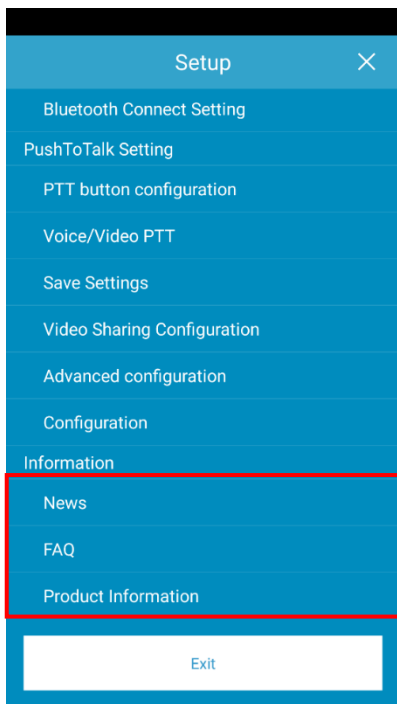 Setup
Bluetooth Connect Setting
PushToTalk Setting
PTT button configuration
Voice/Video PTT
Save Settings
Video Sharing Configuration
Advanced configuration
Configuration
Information
News
FAQ
Product Information
Exit